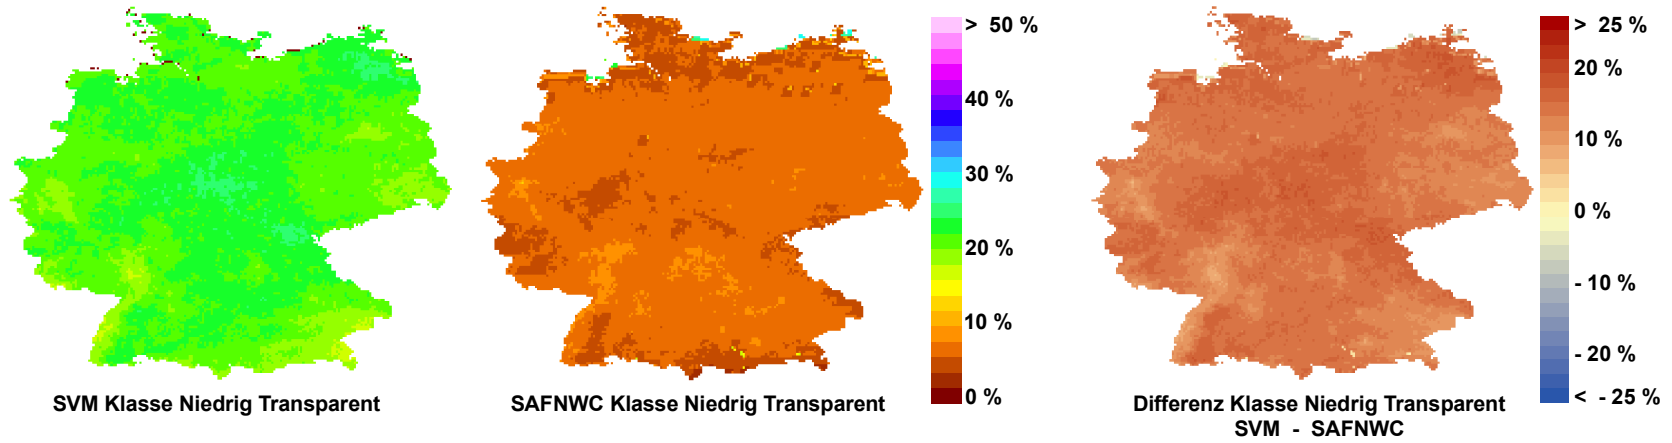 > 50 %
40 %
30 %
20 %
10 %
0 %
> 25 %
20 %
10 %
0 %
- 10 %
- 20 %
< - 25 %
SVM Klasse Niedrig Transparent
SAFNWC Klasse Niedrig Transparent
Differenz Klasse Niedrig Transparent
SVM - SAFNWC